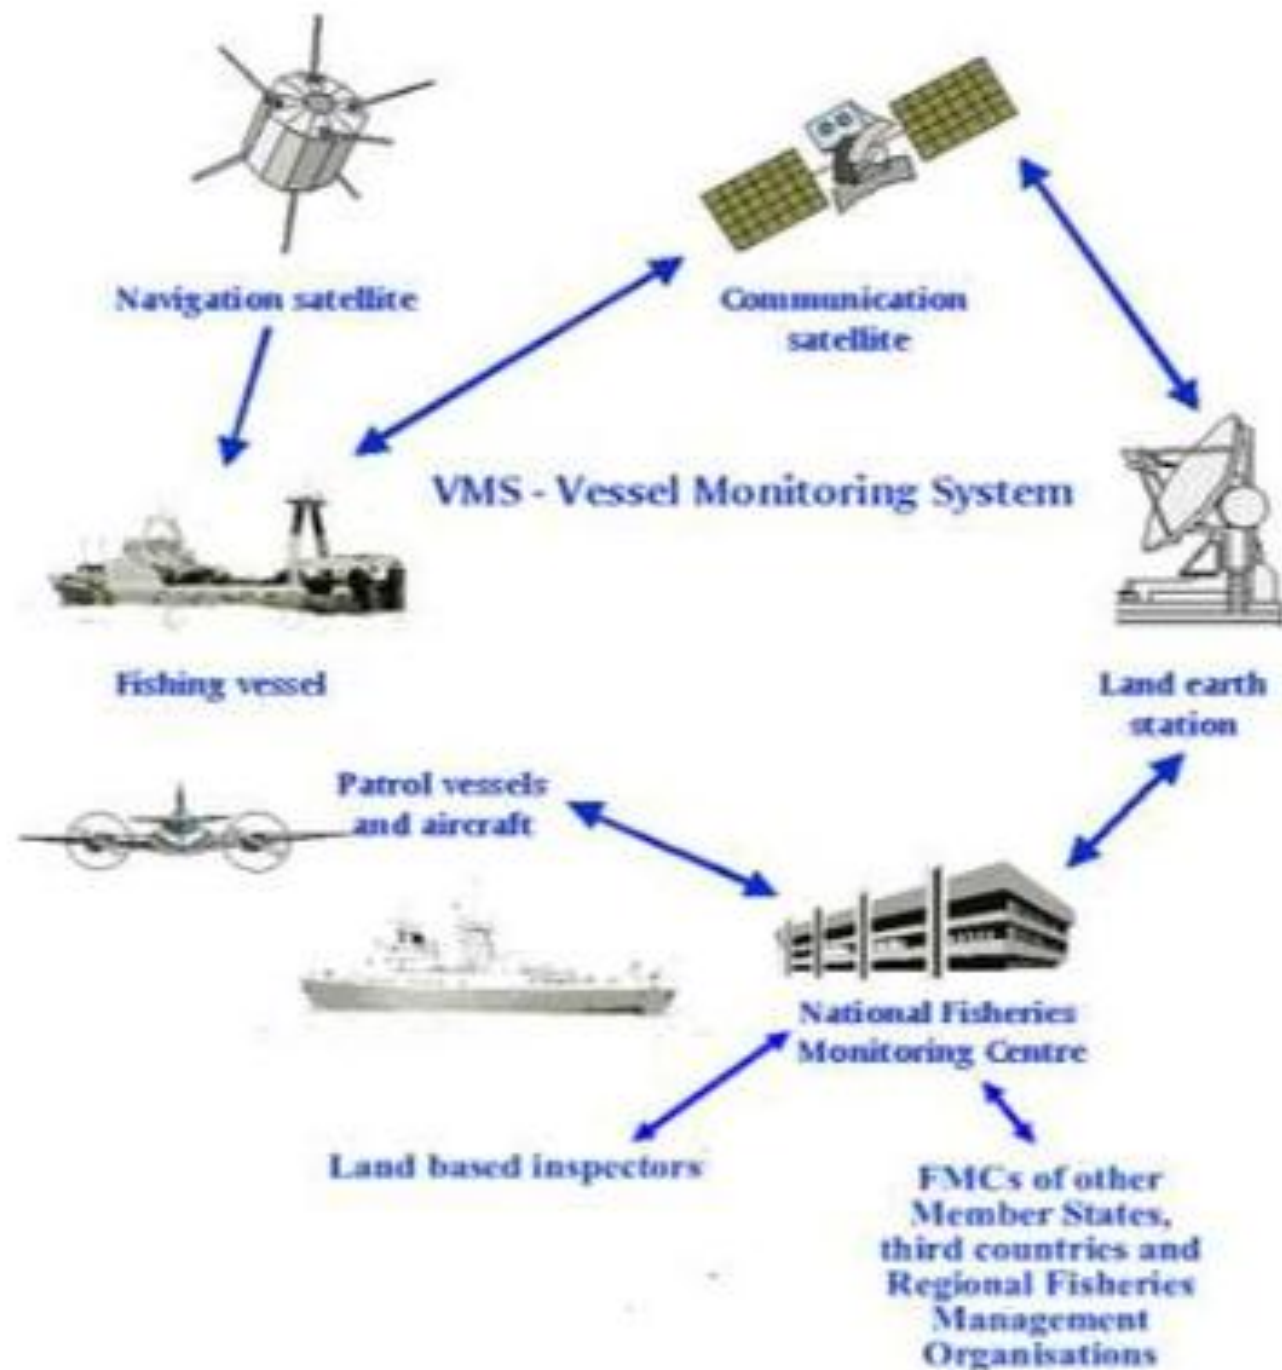 Navigation satellite
Communication
satellite
VMS - Vessel Monitoring System
Fishing vessel
Land earth
station
Patrol vessels
and aircraft
National Fisheries
Monitoring Centre
Land based inspectors
FMCs of other
Member States,
third countries and
Regional Fisheries
Management
Organisations